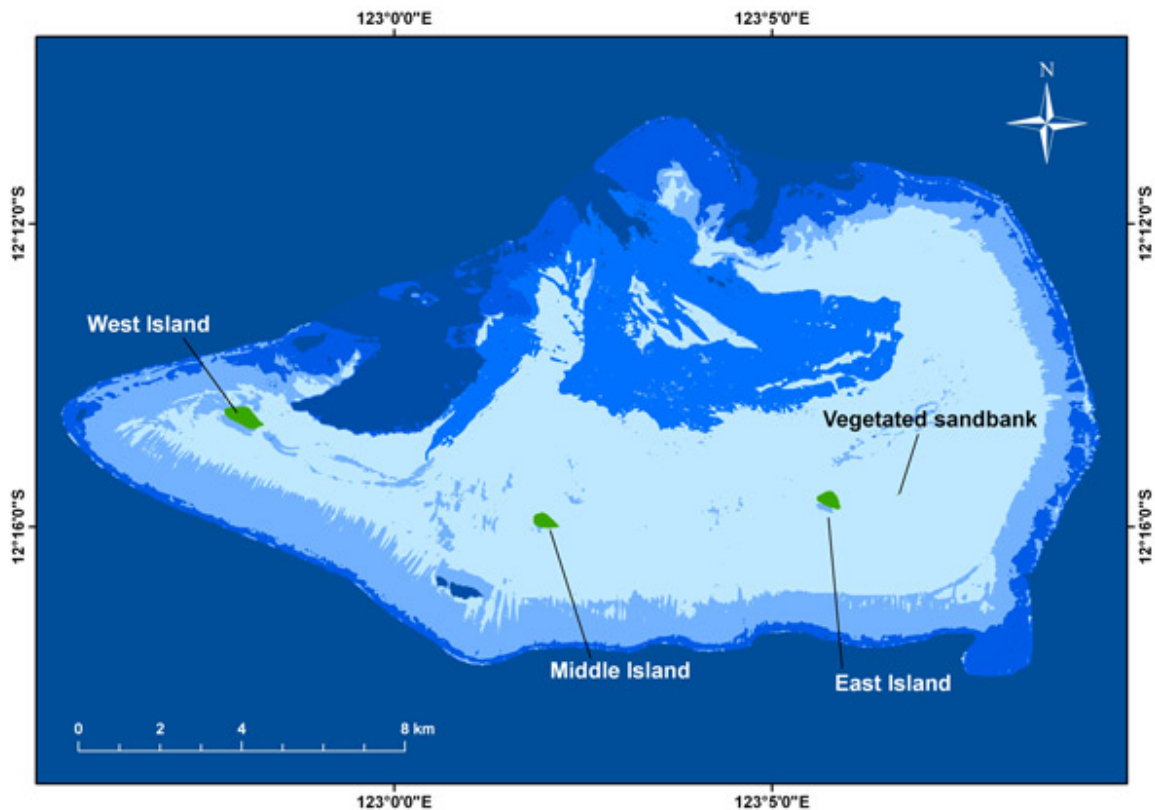 123°0'0"E
123°5'0"E
N
12°12'0"S
12°12'0"S
West Island
Vegetated sandbank
12°16'0"S
12°16'0"S
Middle Island
East Island
0 2 4 8 km
123°0'0"E
123°5'0"E